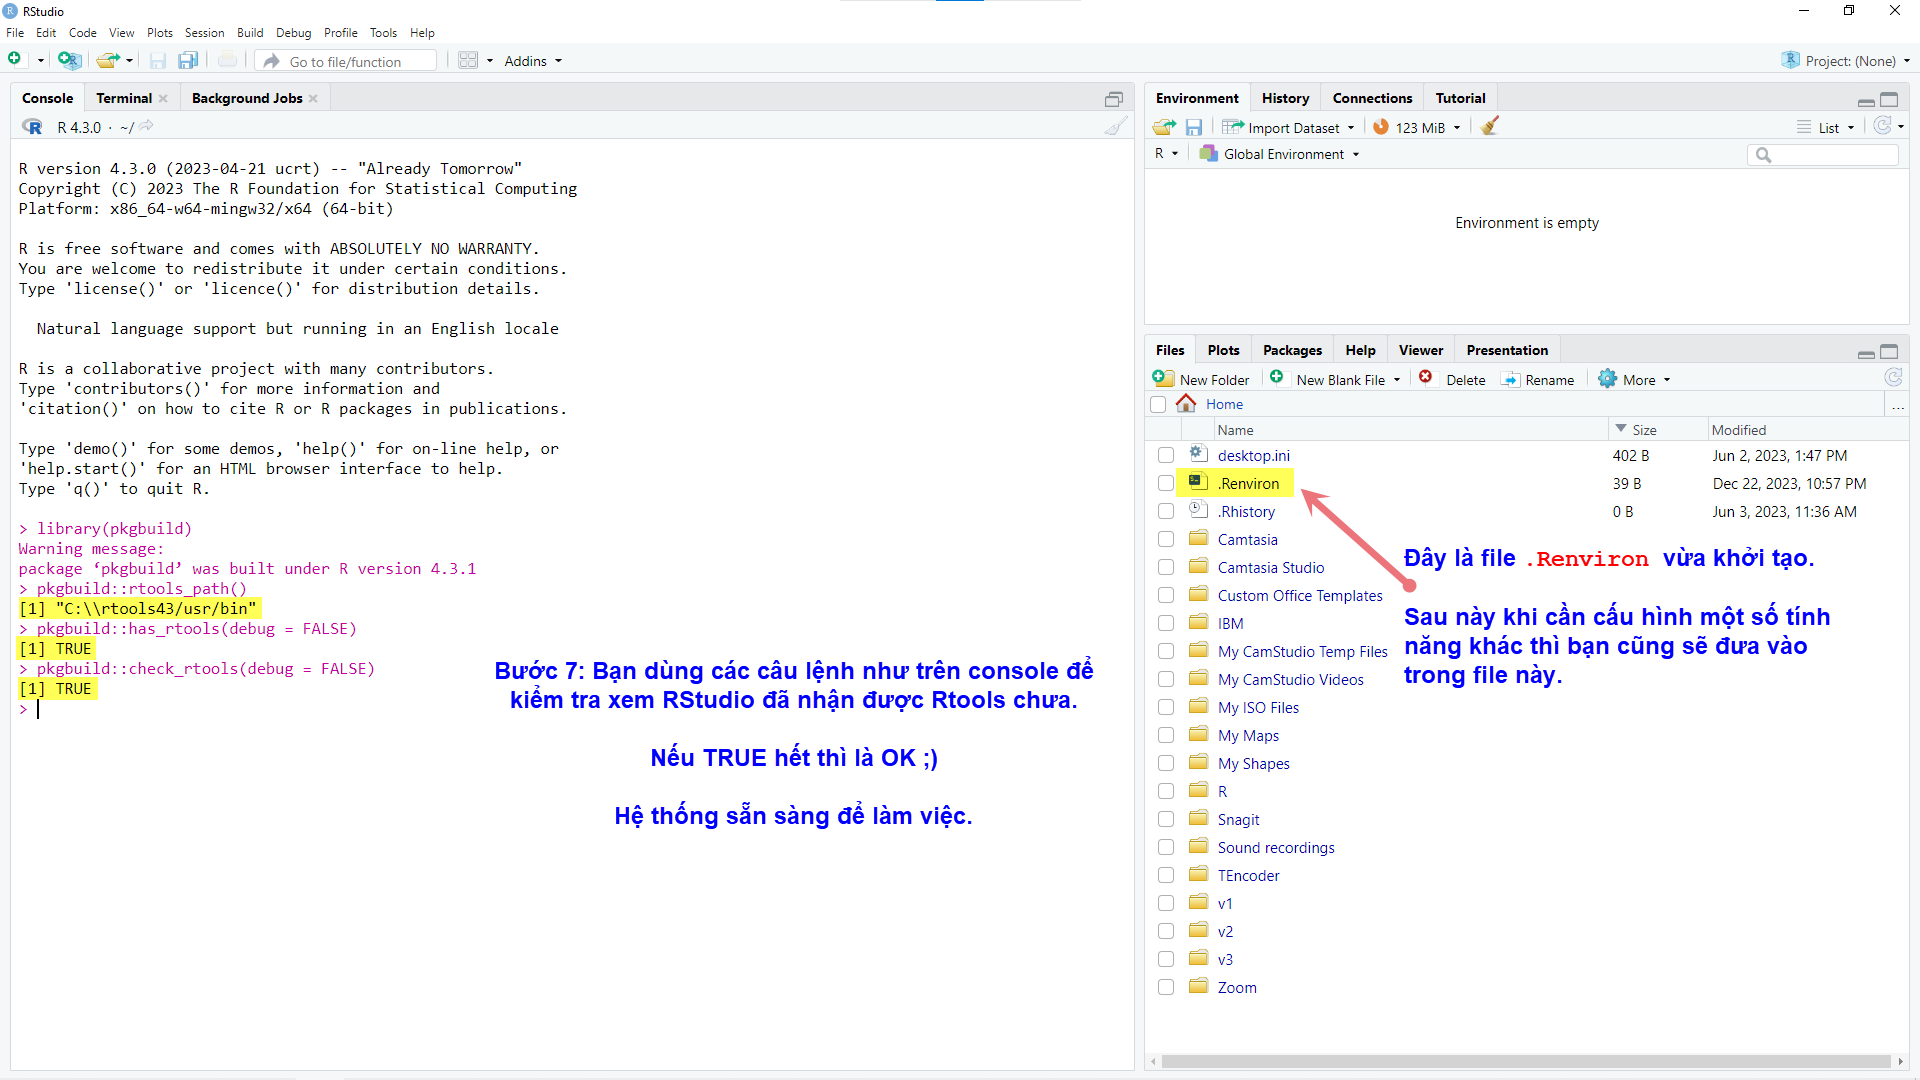 RStudio
File Edit Code View Plots Session Build Debug Profile Tools Help
Go to file/function Addins Project: (None)
Console Terminal Background Jobs
R 4.3.0 · ~/
R version 4.3.0 (2023-04-21 ucrt) -- "Already Tomorrow"
Copyright (C) 2023 The R Foundation for Statistical Computing
Platform: x86_64-w64-mingw32/x64 (64-bit)
R is free software and comes with ABSOLUTELY NO WARRANTY.
You are welcome to redistribute it under certain conditions.
Type 'license()' or 'licence()' for distribution details.
Natural language support but running in an English locale
R is a collaborative project with many contributors.
Type 'contributors()' for more information and
'citation()' on how to cite R or R packages in publications.
Type 'demo()' for some demos, 'help()' for on-line help, or
'help.start()' for an HTML browser interface to help.
Type 'q()' to quit R.
> library(pkgbuild)
Warning message:
package ‘pkgbuild’ was built under R version 4.3.1
> pkgbuild::rtools_path()
[1] "C:\\rtools43/usr/bin"
> pkgbuild::has_rtools(debug = FALSE)
[1] TRUE
> pkgbuild::check_rtools(debug = FALSE)
[1] TRUE
>
Bước 7: Bạn dùng các câu lệnh như trên console để
kiểm tra xem RStudio đã nhận được Rtools chưa.
Nếu TRUE hết thì là OK ;)
Hệ thống sẵn sàng để làm việc.
Environment History Connections Tutorial
Import Dataset 123 MiB List
R Global Environment
Environment is empty
Files Plots Packages Help Viewer Presentation
New Folder New Blank File Delete Rename More
Home ...
Name Size Modified
desktop.ini 402 B Jun 2, 2023, 1:47 PM
.Renviron 39 B Dec 22, 2023, 10:57 PM
.Rhistory 0 B Jun 3, 2023, 11:36 AM
Camtasia
Camtasia Studio
Custom Office Templates
IBM
My CamStudio Temp Files
My CamStudio Videos
My ISO Files
My Maps
My Shapes
R
Snagit
Sound recordings
TEncoder
v1
v2
v3
Zoom
Đây là file .Renviron vừa khởi tạo.
Sau này khi cần cấu hình một số tính
năng khác thì bạn cũng sẽ đưa vào
trong file này.